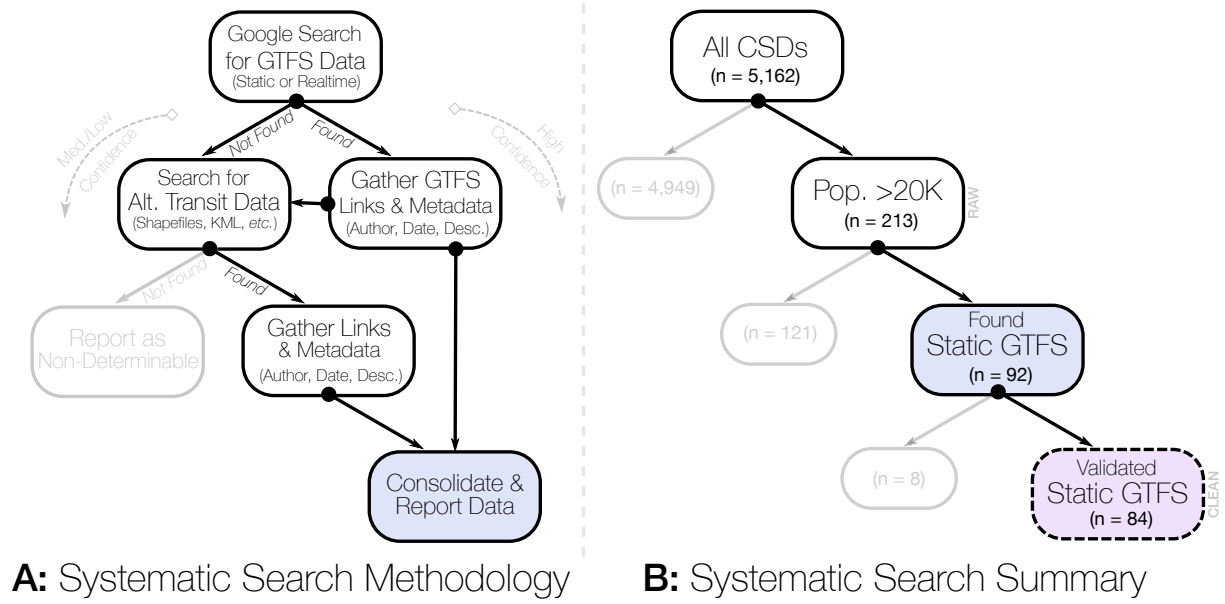 Google Search
for GTFS Data
(Static or Realtime)
Not Found
Found
Med./Low
Confidence
High
Confidence
Search for
Alt. Transit Data
(Shapefiles, KML, etc.)
Gather GTFS
Links & Metadata
(Author, Date, Desc.)
Not Found
Found
Report as
Non-Determinable
Gather Links
& Metadata
(Author, Date, Desc.)
Consolidate &
Report Data
A: Systematic Search Methodology
All CSDs
(n = 5,162)
(n = 4,949)
Pop. >20K
(n = 213)
RAW
(n = 121)
Found
Static GTFS
(n = 92)
(n = 8)
Validated
Static GTFS
(n = 84)
CLEAN
B: Systematic Search Summary